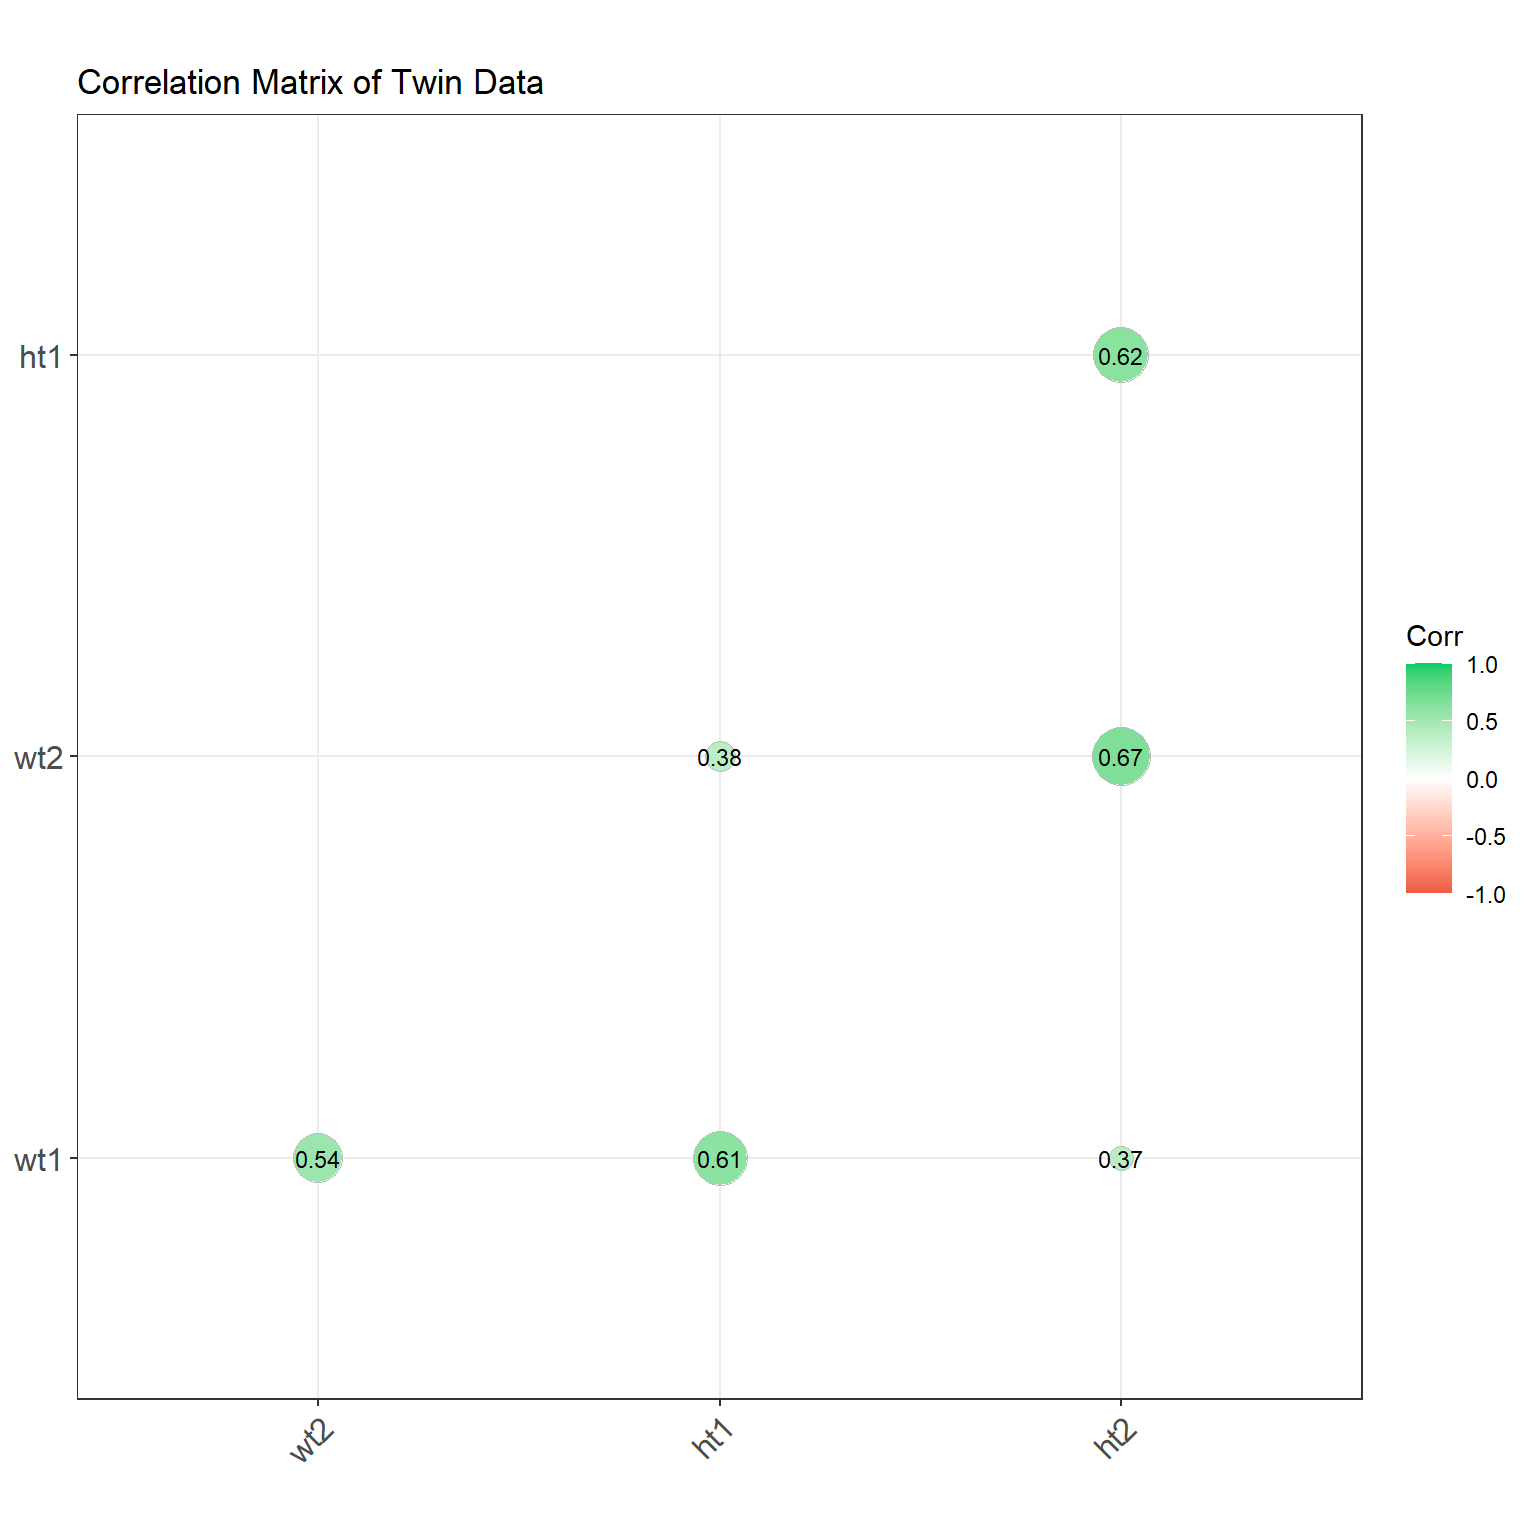 Correlation Matrix of Twin Data
ht1
0.62
wt2
0.38
0.67
wt1
0.54
0.61
0.37
wt2
ht1
ht2
Corr
1.0
0.5
0.0
-0.5
-1.0